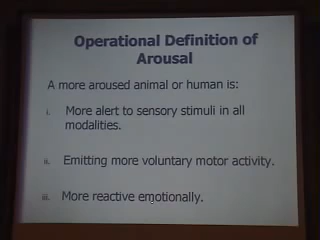 Operational Definition of
Arousal
A more aroused animal or human is:
i. More alert to sensory stimuli in all
modalities.
ii. Emitting more voluntary motor activity.
iii. More reactive emotionally.